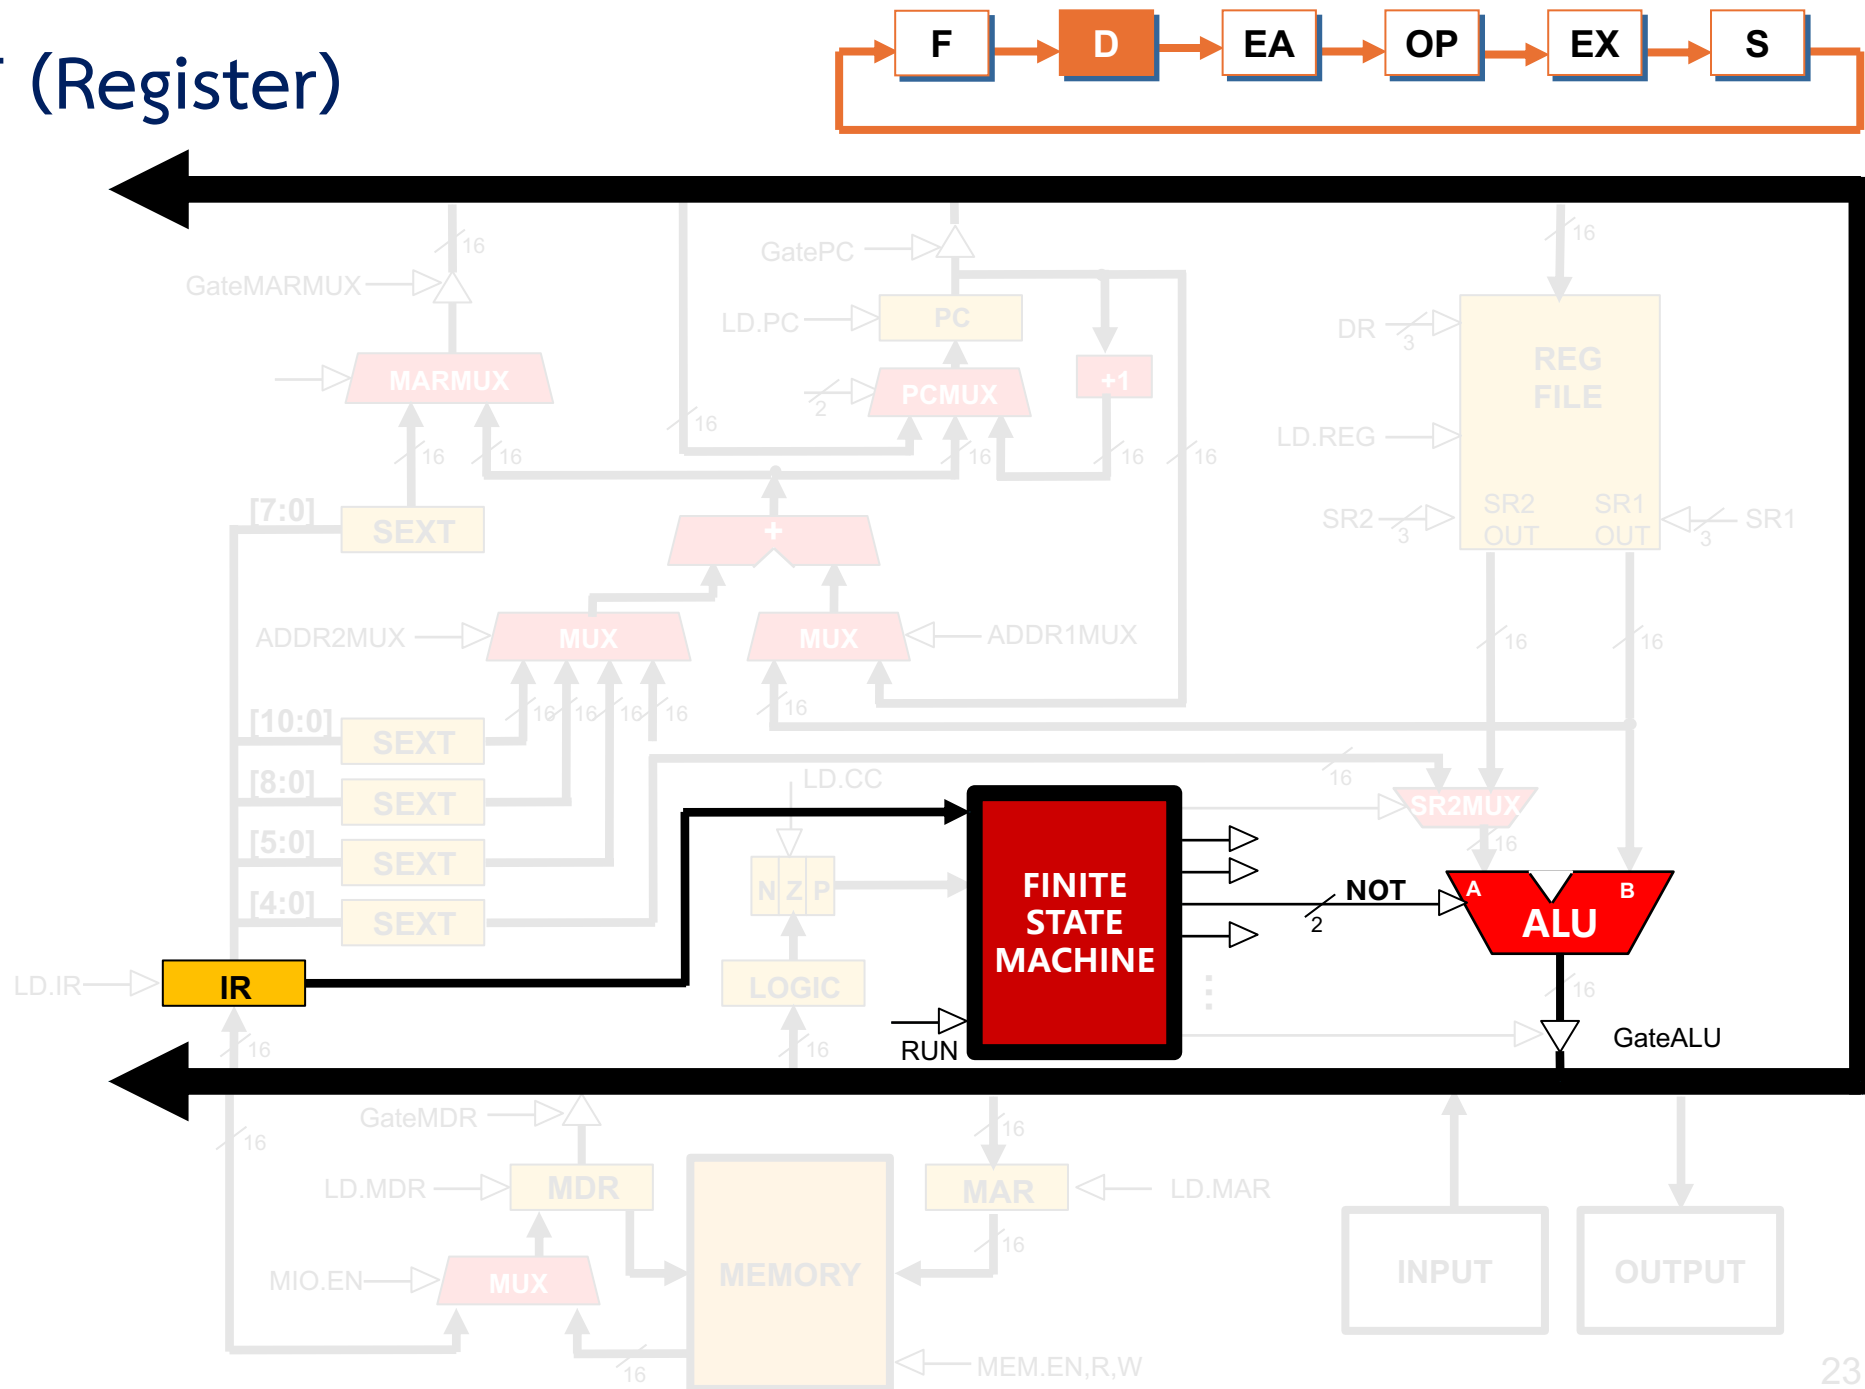 (Register)
F D EA OP EX S
16
16
GatePC
GateMARMUX
LD.PC
PC
DR
3
REG
FILE
MARMUX
2
PCMUX
+1
16
LD.REG
16
16
16
16
16
[7:0]
SEXT
+
SR2
3
SR2
OUT
SR1
OUT
3
SR1
ADDR2MUX
MUX
MUX
ADDR1MUX
16
16
16
16
16
16
16
[10:0]
SEXT
[8:0]
SEXT
LD.CC
16
SR2MUX
16
[5:0]
SEXT
[4:0]
SEXT
N Z P
FINITE
STATE
MACHINE
2
NOT
A
B
ALU
LD.IR
IR
LOGIC
16
16
16
RUN
GateALU
GateMDR
16
16
LD.MDR
MDR
MAR
LD.MAR
16
MIO.EN
MUX
MEMORY
INPUT
OUTPUT
16
MEM.EN,R,W
23